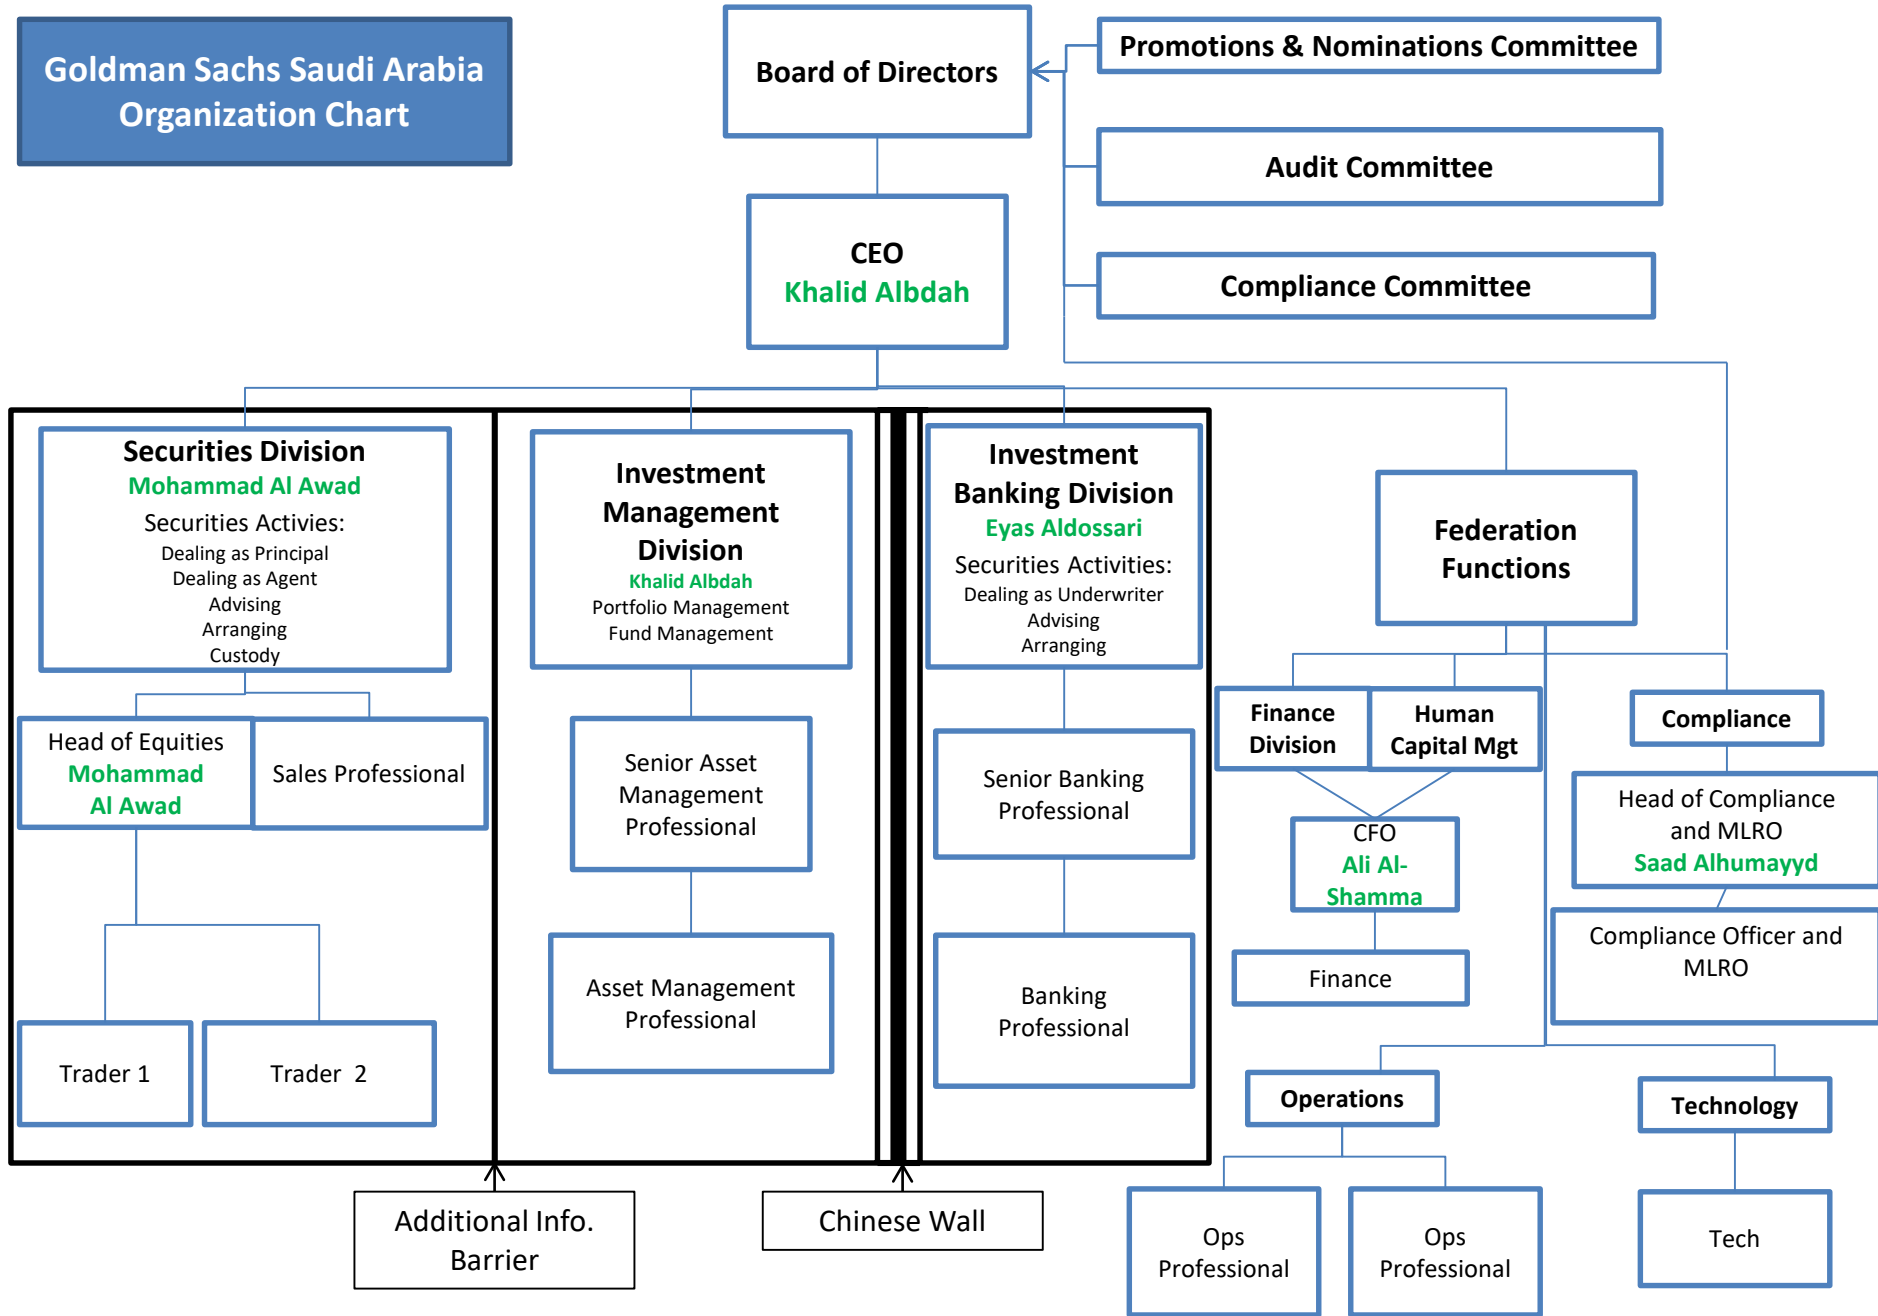 Goldman Sachs Saudi Arabia
Organization Chart
Board of Directors
Promotions & Nominations Committee
Audit Committee
Compliance Committee
CEO
Khalid Albdah
Securities Division
Mohammad Al Awad
Securities Activies:
Dealing as Principal
Dealing as Agent
Advising
Arranging
Custody
Investment
Management
Division
Khalid Albdah
Portfolio Management
Fund Management
Investment
Banking Division
Eyas Aldossari
Securities Activities:
Dealing as Underwriter
Advising
Arranging
Federation
Functions
Head of Equities
Mohammad
Al Awad
Sales Professional
Senior Asset
Management
Professional
Senior Banking
Professional
Finance
Division
Human
Capital Mgt
Compliance
CFO
Ali Al-
Shamma
Head of Compliance
and MLRO
Saad Alhumayyd
Finance
Compliance Officer and
MLRO
Trader 1
Trader  2
Asset Management
Professional
Banking
Professional
Operations
Technology
Additional Info.
Barrier
Chinese Wall
Ops
Professional
Ops
Professional
Tech